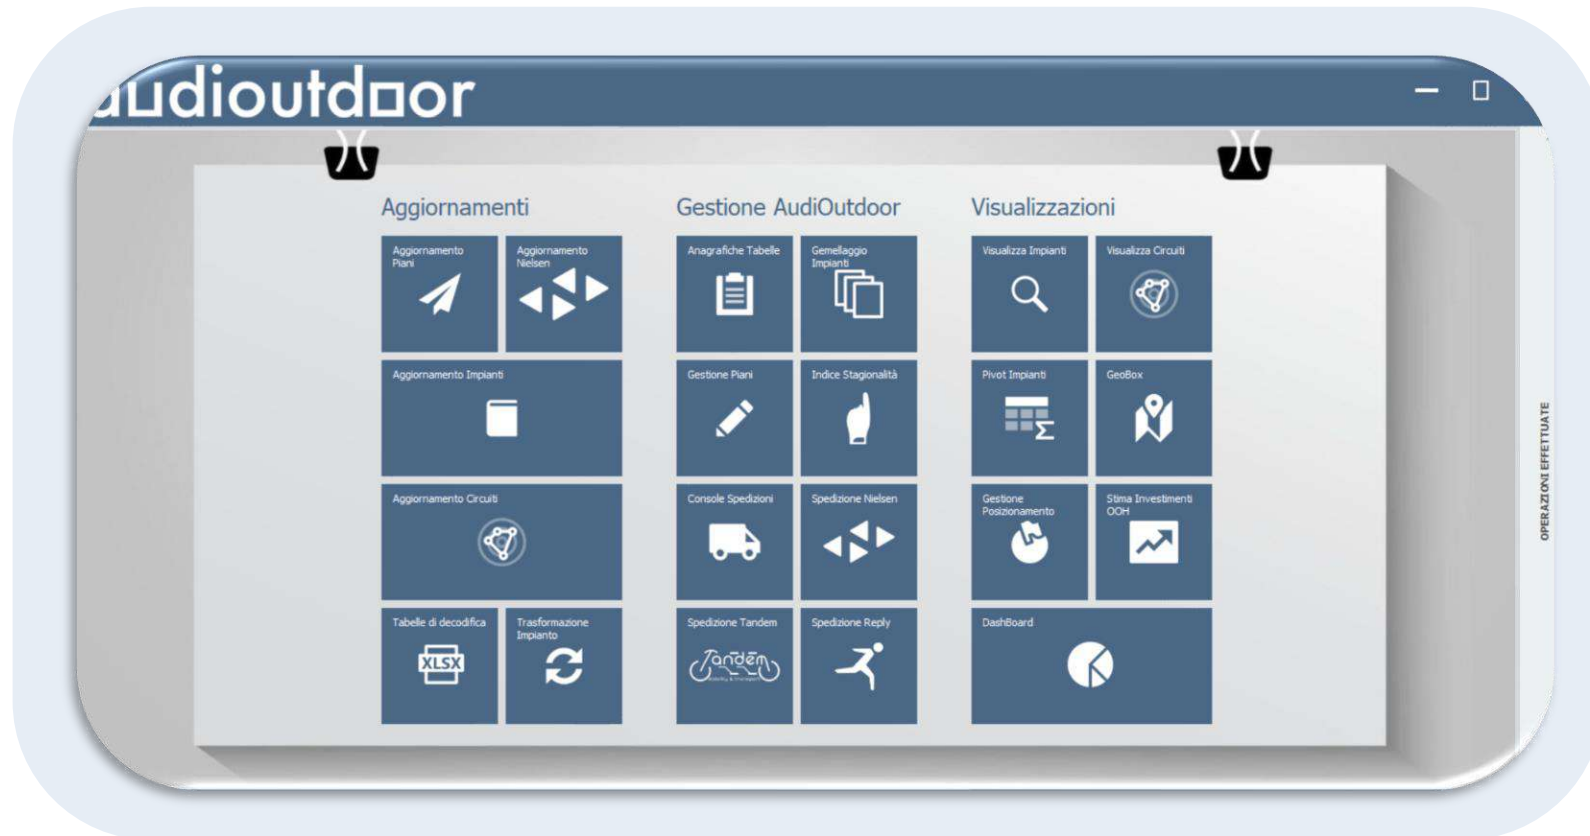 audioutdoor
Aggiornamenti
Aggiornamento
Piani
Aggiornamento
Nielsen
Aggiornamento Impianti
Aggiornamento Circuiti
Tabelle di decodifica
XLSX
Trasformazione
Impianto
Gestione AudiOutdoor
Anagrafiche Tabelle
Gemellaggio
Impianti
Gestione Piani
Indice Stagionalità
Console Spedizioni
Spedizione Nielsen
Spedizione Tandem
Tandem
Spedizione Reply
Visualizzazioni
Visualizza Impianti
Visualizza Circuiti
Pivot Impianti
Σ
GeoBox
Gestione
Posizionamento
Stima Investimenti
OOH
DashBoard
OPERAZIONI EFFETTUATE